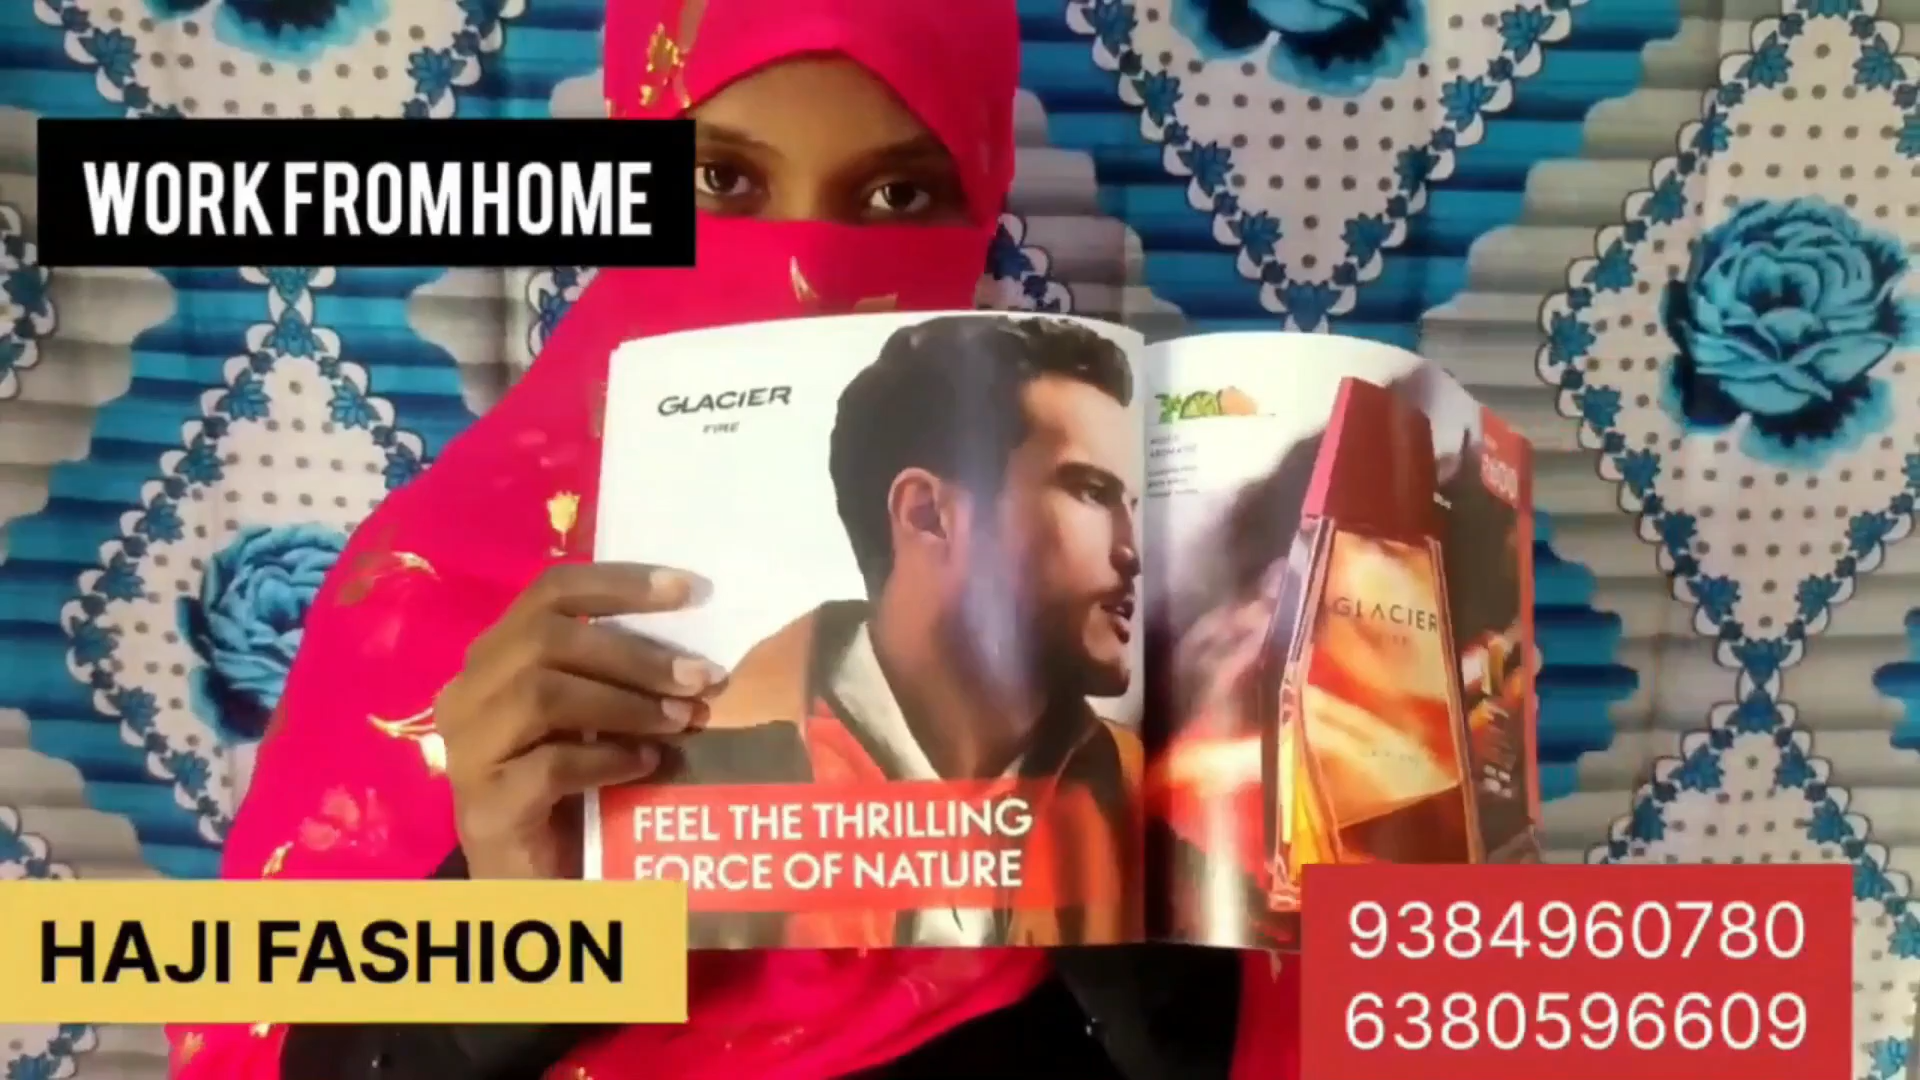 WORK FROM HOME
GLACIER
FIRE
GLACIER
FEEL THE THRILLING
FORCE OF NATURE
HAJI FASHION
9384960780
6380596609